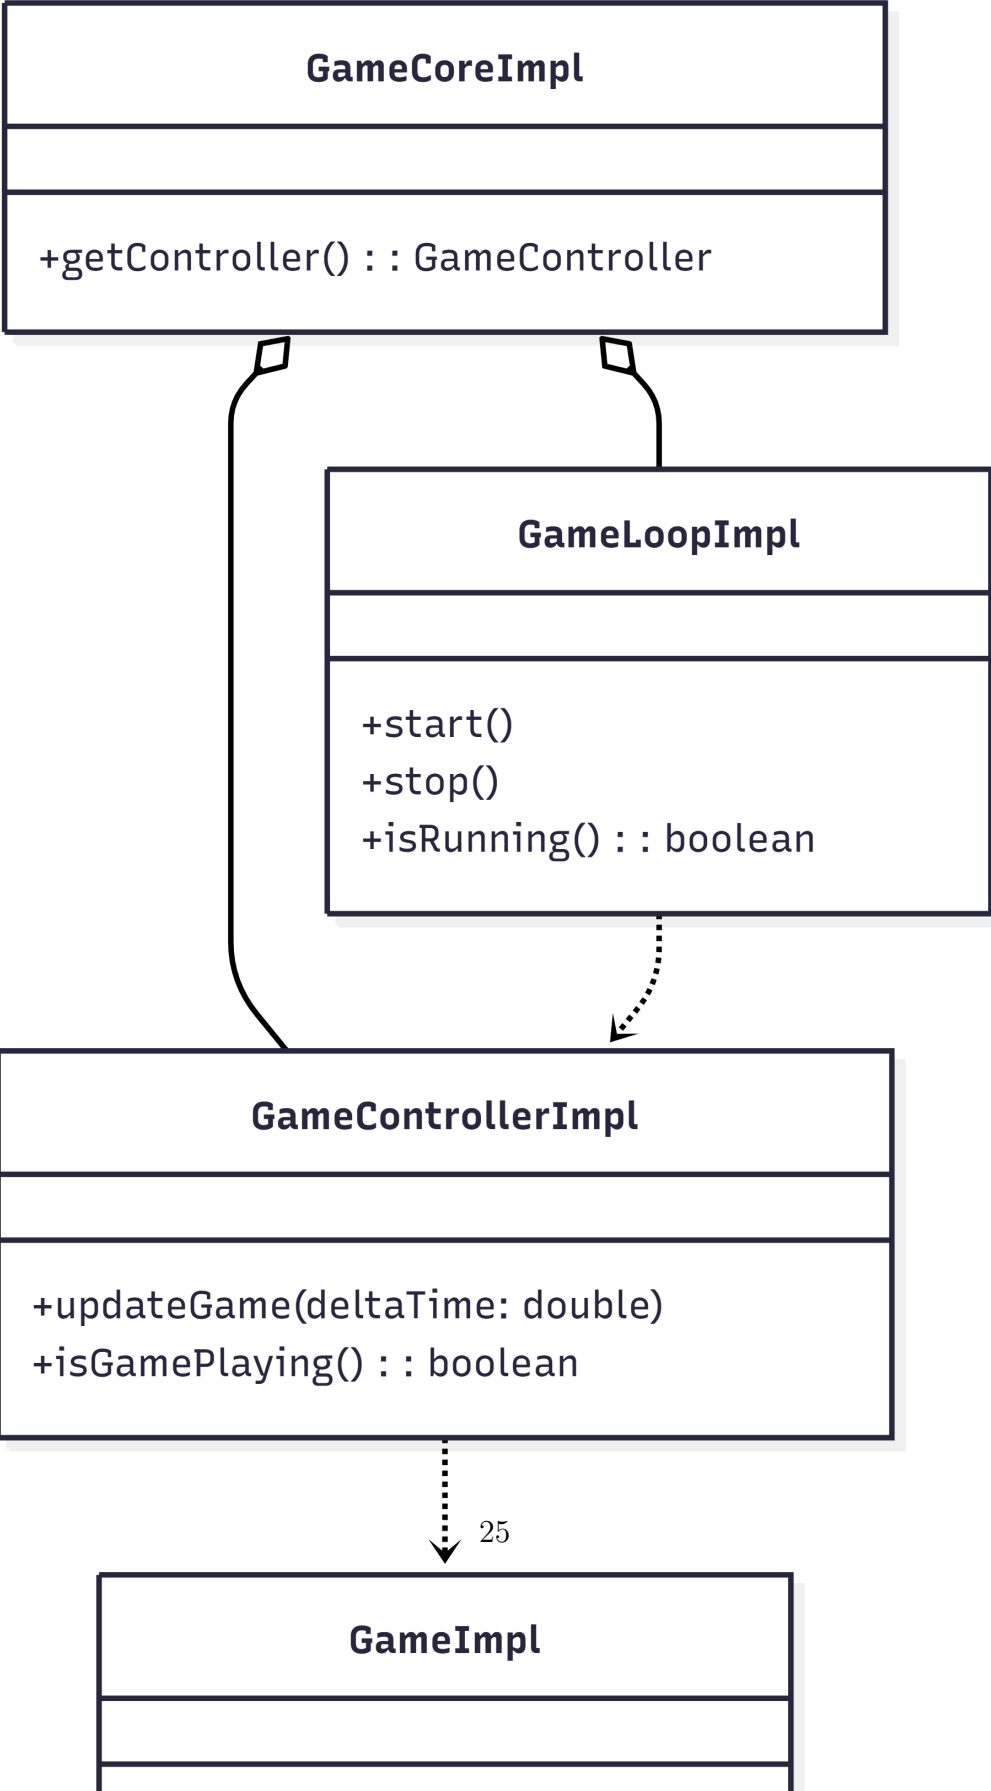 GameCoreImpl
+getController() : : GameController
GameLoopImpl
+start()
+stop()
+isRunning() : : boolean
GameControllerImpl
+updateGame(deltaTime: double)
+isGamePlaying() : : boolean
25
GameImpl